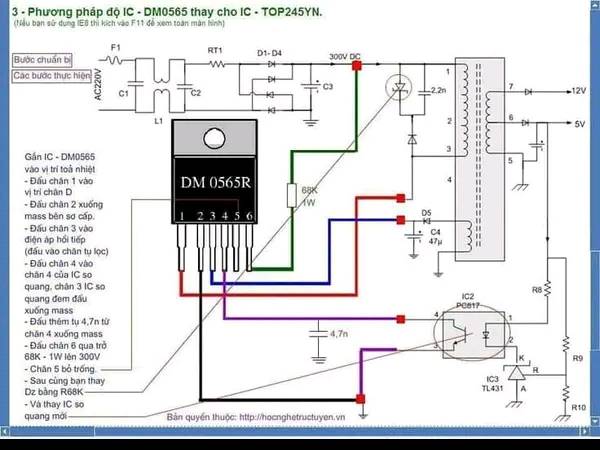 3 - Phương pháp độ IC - DM0565 thay cho IC - TOP245YN.
(Nếu bạn sử dụng IE8 thì kích vào F11 để xem toàn màn hình)
Bước chuẩn bị
Các bước thực hiện
F1
RT1
D1- D4
300V DC
AC220V
C1
C2
L1
C3
2,2n
1
3
4
7
6
12V
5V
DM 0565R
1 2 3 4 5 6
68K
1W
D5
C4
47µ
Gắn IC - DM0565
vào vị trí toả nhiệt
- Đấu chân 1 vào
vị trí chân D
- Đấu chân 2 xuống
mass bên sơ cấp.
- Đấu chân 3 vào
điện áp hồi tiếp
(đấu vào chân tụ lọc)
- Đấu chân 4 vào
chân 4 của IC so
quang, chân 3 IC so
quang đem đấu
xuống mass
- Đấu thêm tụ 4,7n từ
chân 4 xuống mass
- Đấu chân 6 qua trở
68K - 1W lên 300V
- Chân 5 bỏ trống.
- Sau cùng bạn thay
Dz bằng R68K
- Và thay IC so
quang mới
4,7n
IC2
PC817
4
1
3
2
R8
R9
R10
K
R
A
IC3
TL431
Bản quyền thuộc: http://hocnghetructuyen.vn